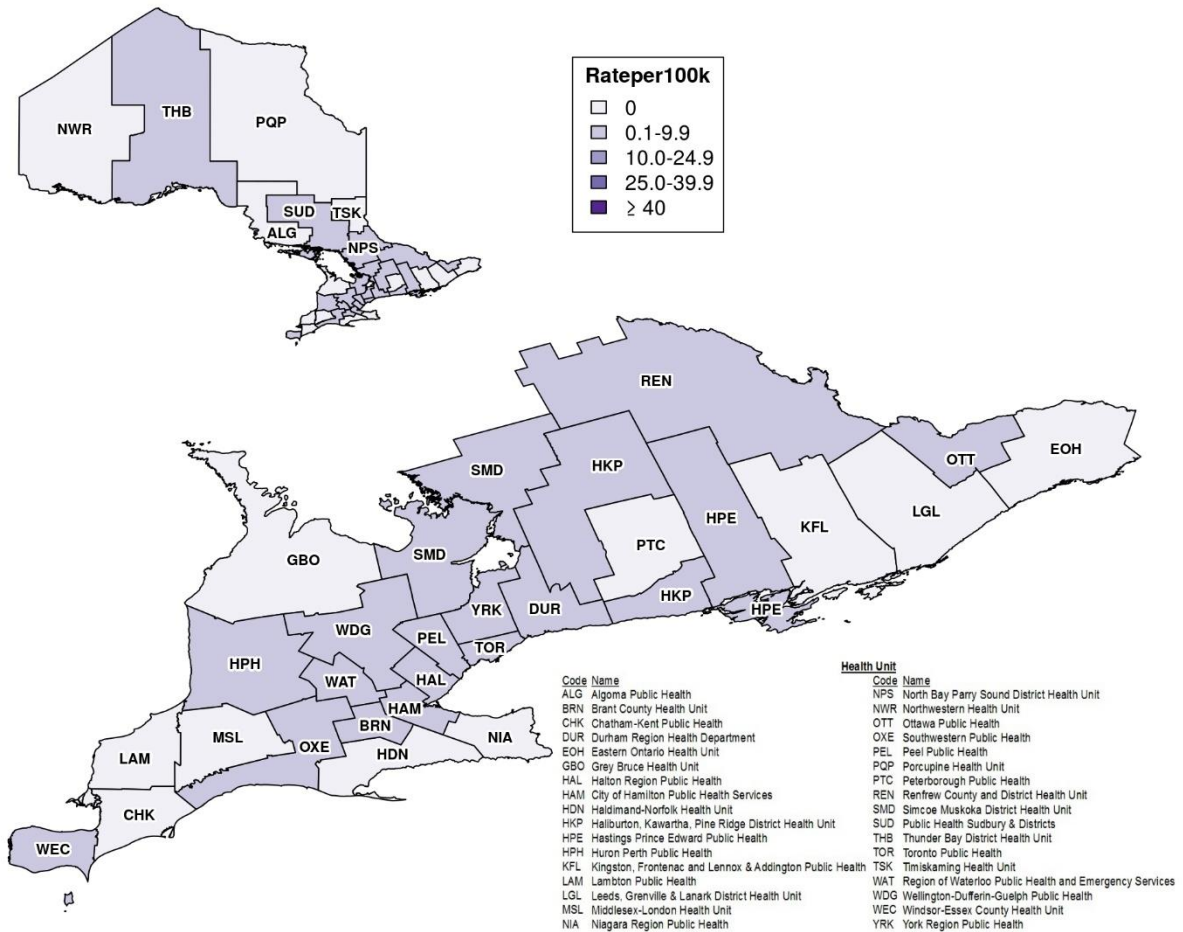 Rateper100k
0
0.1-9.9
10.0-24.9
25.0-39.9
≥ 40
THB
NWR
PQP
SUD
TSK
ALG
NPS
REN
SMD
HKP
OTT
EOH
HPE
LGL
KFL
PTC
GBO
SMD
YRK
DUR
HKP
HPE
WDG
PEL
TOR
HPH
WAT
HAL
HAM
BRN
MSL
OXE
NIA
LAM
HDN
CHK
WEC
Health Unit
Code Name
ALG Algoma Public Health
BRN Brant County Health Unit
CHK Chatham-Kent Public Health
DUR Durham Region Health Department
EOH Eastern Ontario Health Unit
GBO Grey Bruce Health Unit
HAL Halton Region Public Health
HAM City of Hamilton Public Health Services
HDN Haldimand-Norfolk Health Unit
HKP Haliburton, Kawartha, Pine Ridge District Health Unit
HPE Hastings Prince Edward Public Health
HPH Huron Perth Public Health
KFL Kingston, Frontenac and Lennox & Addington Public Health
LAM Lambton Public Health
LGL Leeds, Grenville & Lanark District Health Unit
MSL Middlesex-London Health Unit
NIA Niagara Region Public Health
Code Name
NPS North Bay Parry Sound District Health Unit
NWR Northwestern Health Unit
OTT Ottawa Public Health
OXE Southwestern Public Health
PEL Peel Public Health
PQP Porcupine Health Unit
PTC Peterborough Public Health
REN Renfrew County and District Health Unit
SMD Simcoe Muskoka District Health Unit
SUD Public Health Sudbury & Districts
THB Thunder Bay District Health Unit
TOR Toronto Public Health
TSK Timiskaming Health Unit
WAT Region of Waterloo Public Health and Emergency Services
WDG Wellington-Dufferin-Guelph Public Health
WEC Windsor-Essex County Health Unit
YRK York Region Public Health